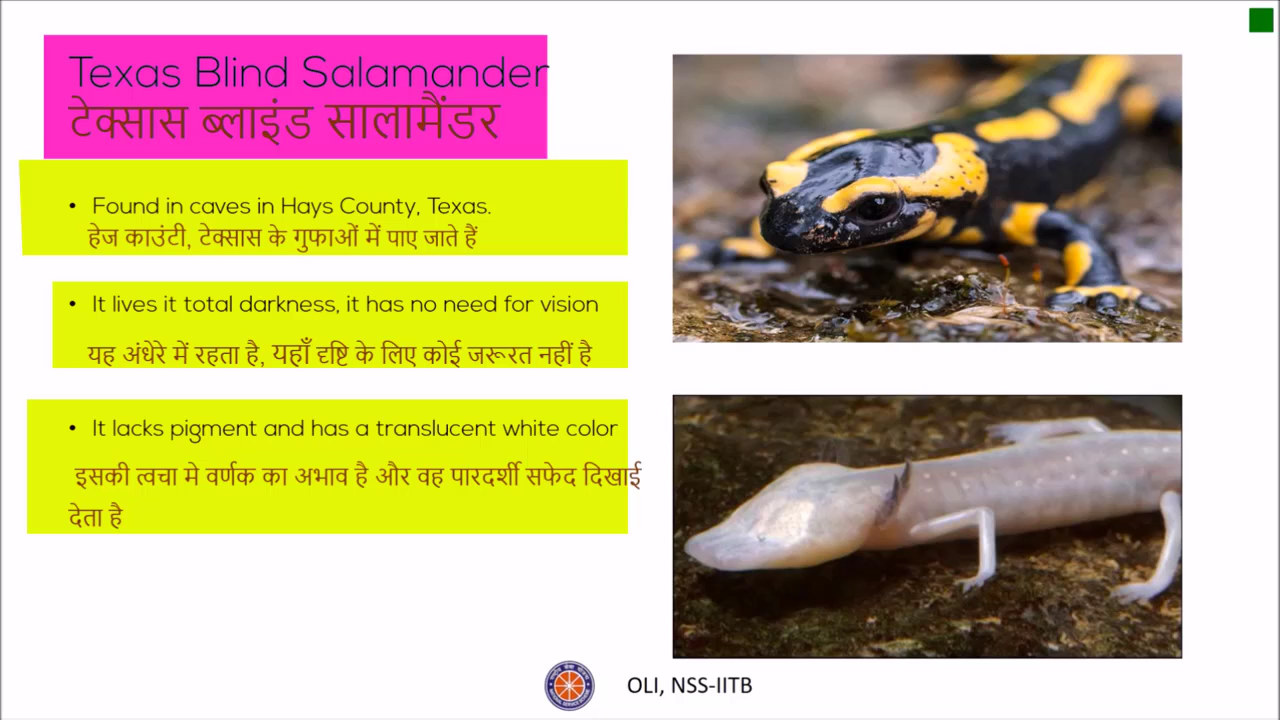 Texas Blind Salamander
टेक्सास ब्लाइंड सालामैंडर
• Found in caves in Hays County, Texas.
हेज काउंटी, टेक्सास के गुफाओं में पाए जाते हैं
• It lives it total darkness, it has no need for vision
यह अंधेरे में रहता है, यहाँ दृष्टि के लिए कोई जरूरत नहीं है
• It lacks pigment and has a translucent white color
इसकी त्वचा मे वर्णक का अभाव है और वह पारदर्शी सफेद दिखाई
देता है
OLI, NSS-IITB